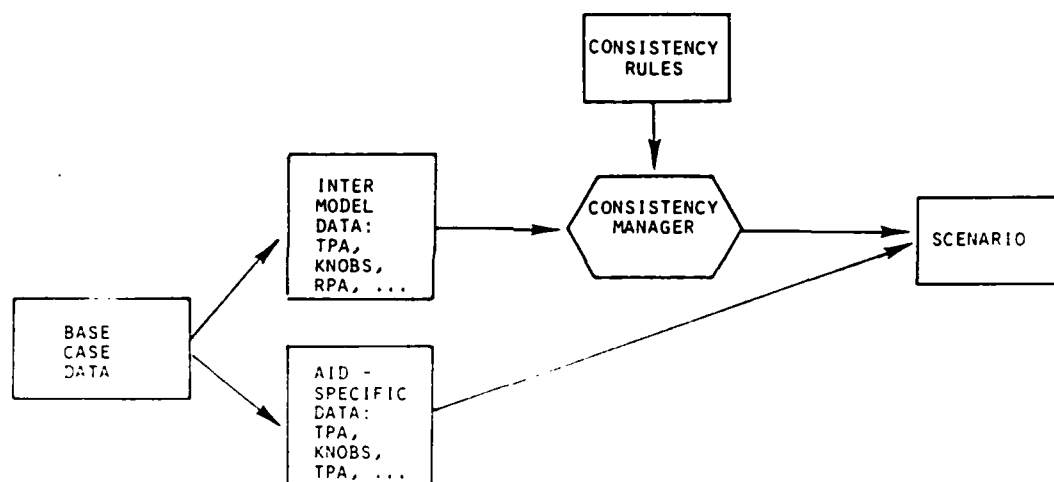 CONSISTENCY
RULES
INTER
MODEL
DATA:
TPA,
KNOBS,
RPA, ...
CONSISTENCY
MANAGER
SCENARIO
BASE
CASE
DATA
AID -
SPECIFIC
DATA:
TPA,
KNOBS,
TPA, ...